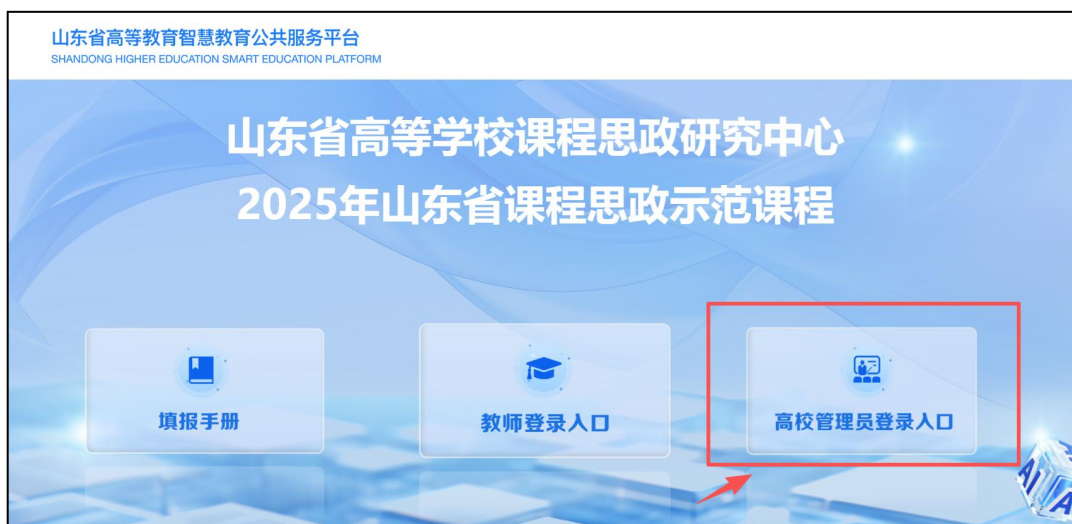 山东省高等教育智慧教育公共服务平台
SHANDONG HIGHER EDUCATION SMART EDUCATION PLATFORM
山东省高等学校课程思政研究中心
2025年山东省课程思政示范课程
填报手册
教师登录入口
高校管理员登录入口
AI